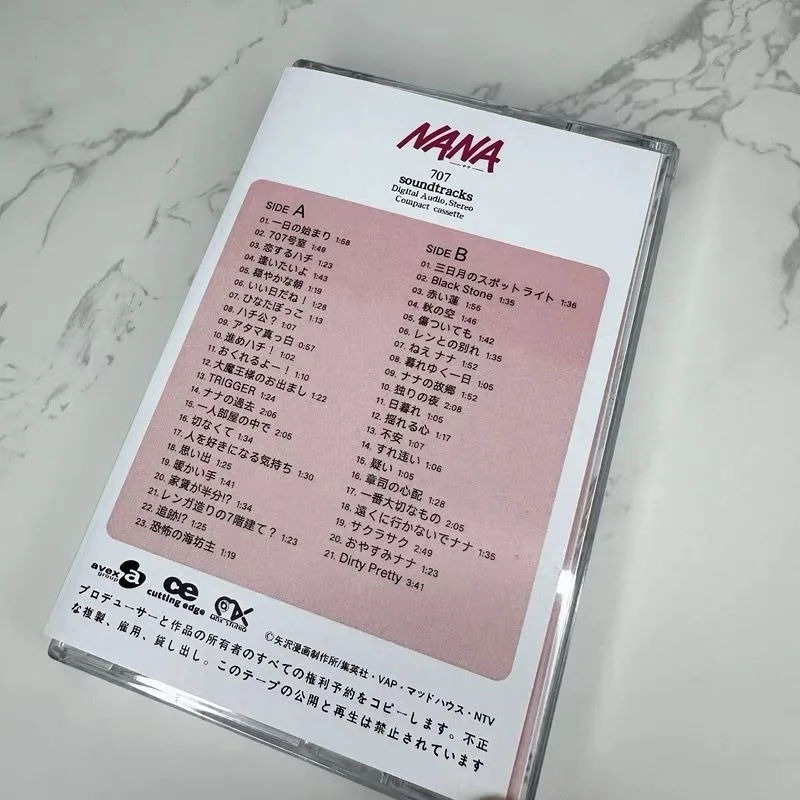 NANA
ナナ
707
soundtracks
Digital Audio, Stereo
Compact cassette
SIDE A
01. 一日の始まり 1:58
02. 707号室 1:49
03. 恋するハチ 1:23
04. 逢いたいよ 1:43
05. 穏やかな朝 1:19
06. いい日だね! 1:28
07. ひなたぼっこ 1:13
08. ハチ公? 1:07
09. アタマ真っ白 0:57
10. 進めハチ! 1:02
11. おくれるよー! 1:10
12. 大魔王様のお出まし 1:22
13. TRIGGER 1:24
14. ナナの過去 2:06
15. 一人部屋の中で 2:05
16. 切なくて 1:34
17. 人を好きになる気持ち 1:30
18. 思い出 1:25
19. 暖かい手 1:41
20. 家賃が半分!? 1:34
21. レンガ造りの7階建て? 1:23
22. 追跡!? 1:25
23. 恐怖の海坊主 1:19
SIDE B
01. 三日月のスポットライト 1:36
02. Black Stone 1:35
03. 赤い蓮 1:56
04. 秋の空 1:46
05. 傷ついても 1:42
06. レンとの別れ 1:35
07. ねえ ナナ 1:52
08. 暮れゆく一日 1:05
09. ナナの故郷 1:52
10. 独りの夜 2:08
11. 日暮れ 1:05
12. 揺れる心 1:17
13. 不安 1:07
14. すれ違い 1:06
15. 疑い 1:05
16. 章司の心配 1:28
17. 一番大切なもの 2:05
18. 遠くに行かないでナナ 1:35
19. サクラサク 2:49
20. おやすみナナ 1:23
21. Dirty Pretty 3:41
avex group
cutting edge
©矢沢漫画制作所/集英社・VAP・マッドハウス・NTV
プロデューサーと作品の所有者のすべての権利予約をコピーします。不正
な複製、雇用、貸し出し。このテープの公開と再生は禁止されています